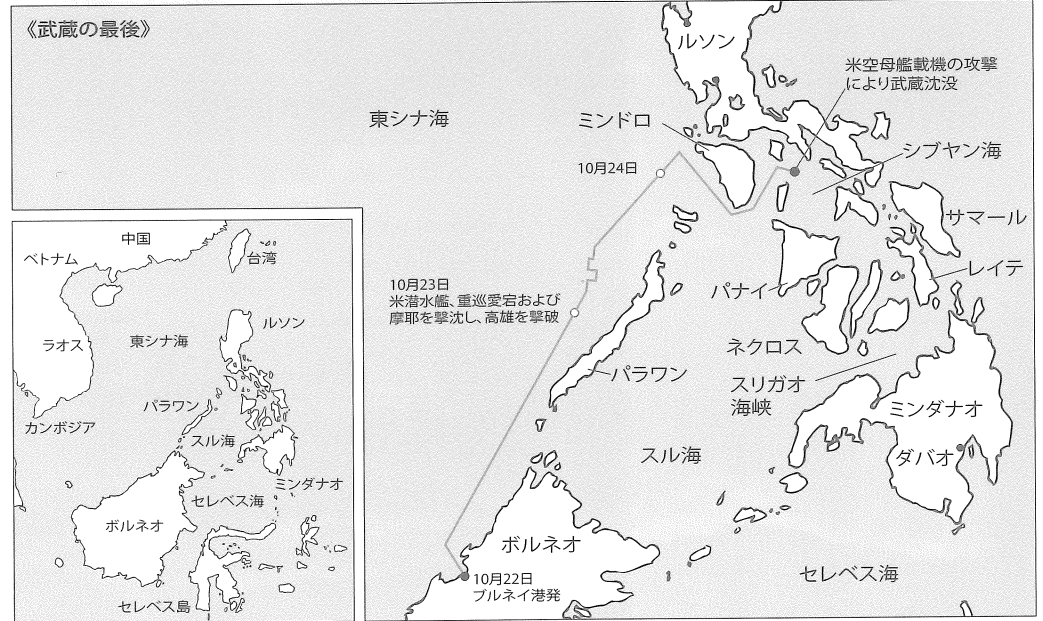 《武蔵の最後》
ルソン
米空母艦載機の攻撃
により武蔵沈没
東シナ海
ミンドロ
シブヤン海
10月24日
サマール
10月23日
米潜水艦、重巡愛宕および
摩耶を撃沈し、高雄を撃破
パナイ
レイテ
ネクロス
パラワン
スリガオ
海峡
ミンダナオ
スル海
ダバオ
ボルネオ
10月22日
ブルネイ港発
セレベス海
中国
ベトナム
台湾
ルソン
ラオス
東シナ海
パラワン
カンボジア
スル海
ミンダナオ
セレベス海
ボルネオ
セレベス島